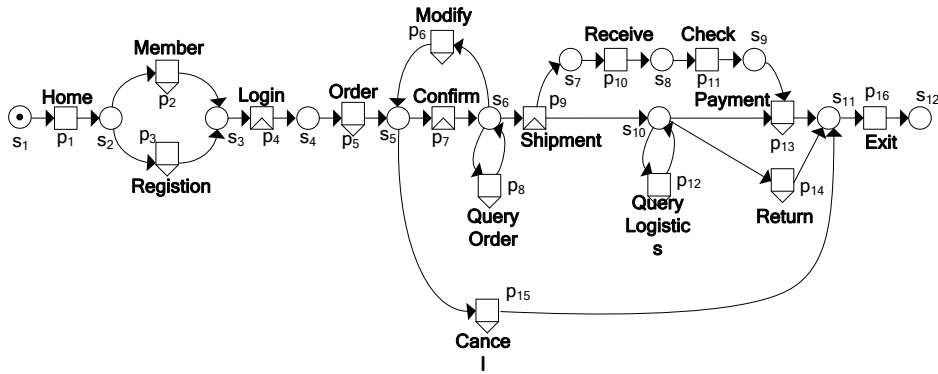 Modify
p6
Receive
Check
s9
Member
p2
s7
p10
s8
p11
Home
Login
Order
Confirm
s6
p9
Payment
s11
p16
s12
s1
p1
s2
p3
s3
p4
s4
p5
s5
p7
Shipment
s10
p13
Exit
Registion
p8
p12
p14
Query
Order
Query
Logistic
s
Return
p15
Cance
l